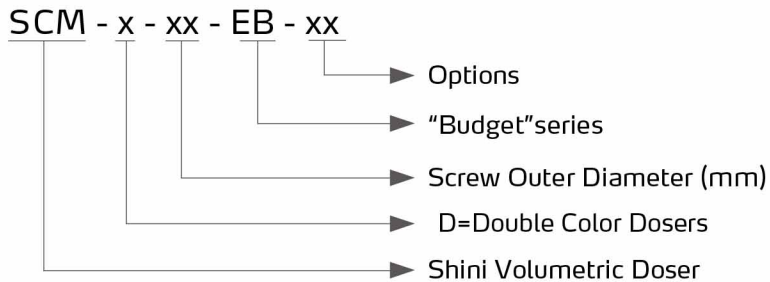 SCM - x - xx - EB - xx
Options
“Budget”series
Screw Outer Diameter (mm)
D=Double Color Dosers
Shini Volumetric Doser